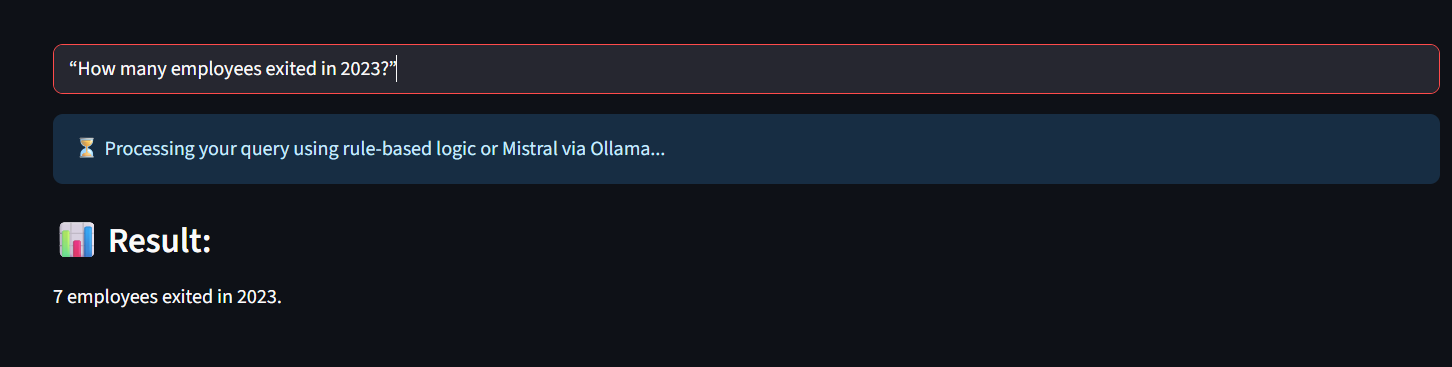 “How many employees exited in 2023?”
⏳ Processing your query using rule-based logic or Mistral via Ollama...
📊 Result:
7 employees exited in 2023.